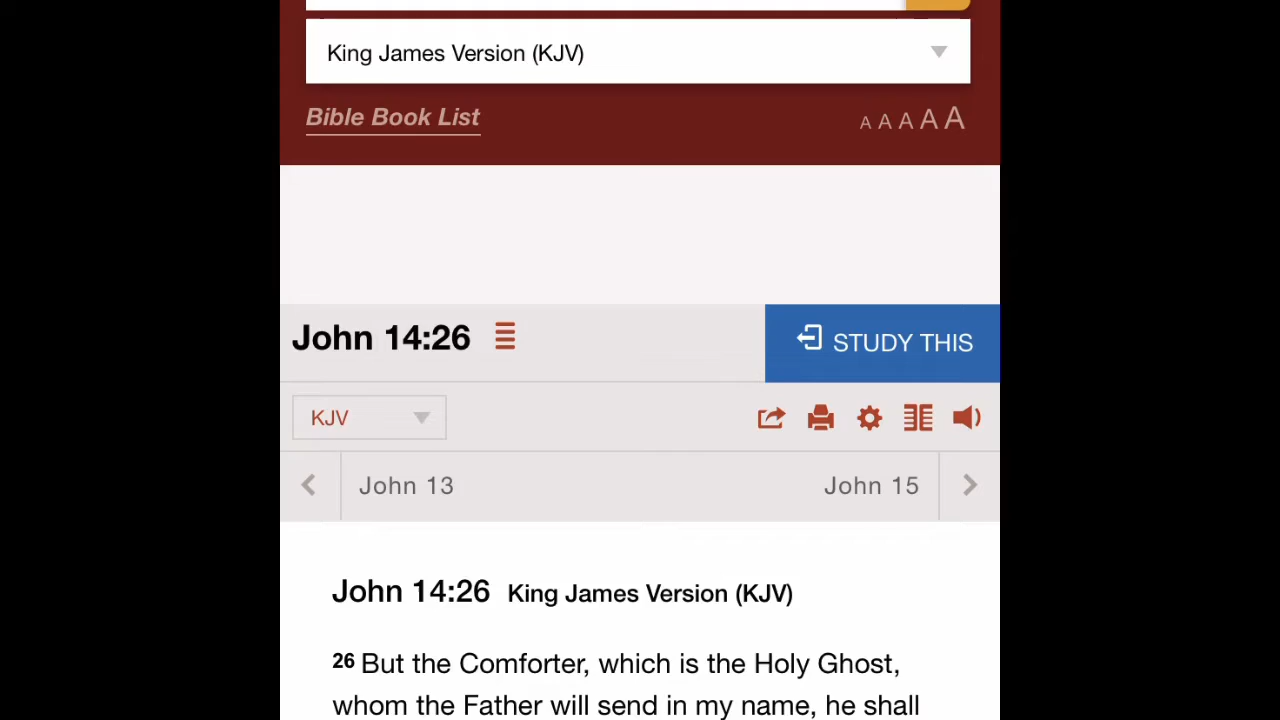 King James Version (KJV)
Bible Book List
A A A A A
John 14:26
STUDY THIS
KJV
John 13
John 15
John 14:26 King James Version (KJV)
26 But the Comforter, which is the Holy Ghost,
whom the Father will send in my name, he shall